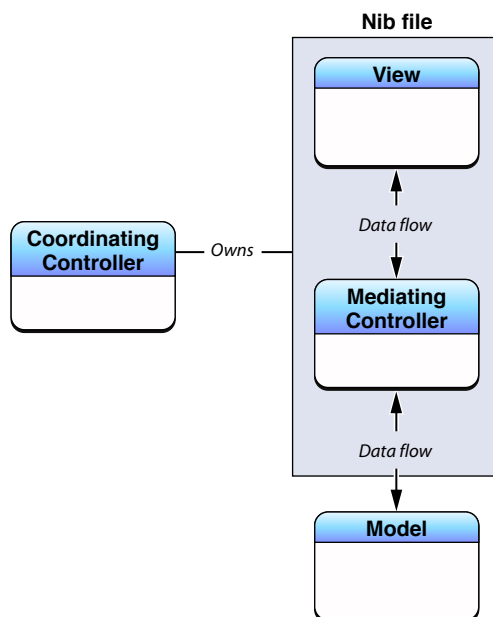 Nib file
View
Data flow
Coordinating
Controller
Owns
Mediating
Controller
Data flow
Model